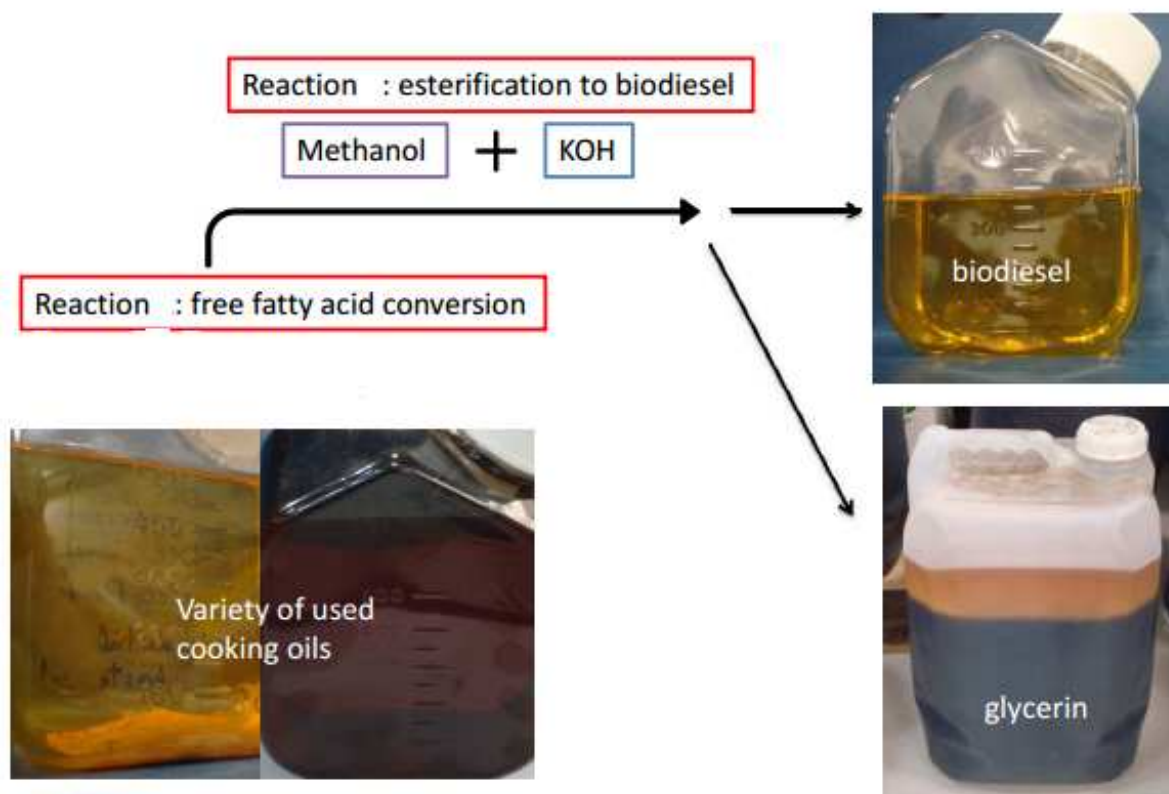 Reaction : esterification to biodiesel
Methanol + KOH
Reaction : free fatty acid conversion
biodiesel
Variety of used
cooking oils
glycerin